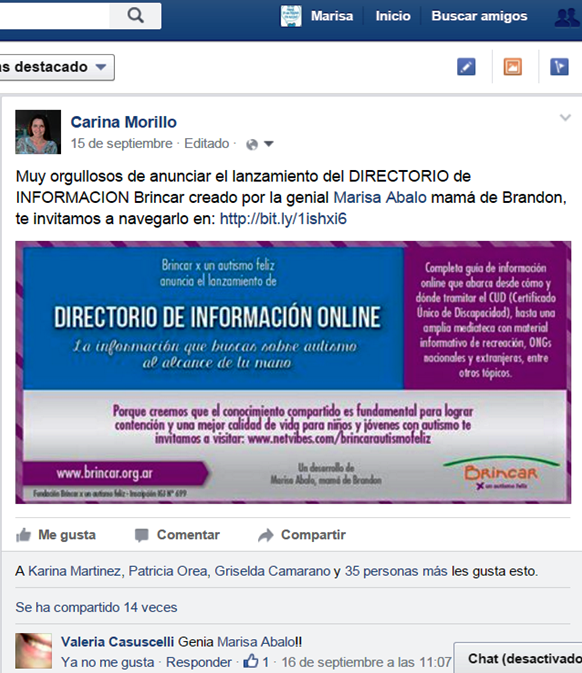 Marisa Inicio Buscar amigos
as destacado
Carina Morillo
15 de septiembre · Editado ·
Muy orgullosos de anunciar el lanzamiento del DIRECTORIO de
INFORMACION Brincar creado por la genial Marisa Abalo mamá de Brandon,
te invitamos a navegarlo en: http://bit.ly/1ishxi6
Brincar x un autismo feliz
anuncia el lanzamiento de
DIRECTORIO DE INFORMACIÓN ONLINE
La información que buscas sobre autismo
al alcance de tu mano
Completa guía de información
online que abarca desde cómo y
dónde tramitar el CUD (Certificado
Único de Discapacidad), hasta una
amplia mediateca con material
informativo de recreación, ONGs
nacionales y extranjeras, entre
otros tópicos.
Porque creemos que el conocimiento compartido es fundamental para lograr
contención y una mejor calidad de vida para niños y jóvenes con autismo te
invitamos a visitar: www.netvibes.com/brincarautismofeliz
www.brincar.org.ar
Un desarrollo de
Marisa Abalo, mamá de Brandon
BRINCAR
x un autismo feliz
Fundación Brincar x un autismo feliz - Inscripción IGJ N° 699
Me gusta Comentar Compartir
A Karina Martinez, Patricia Orea, Griselda Camarano y 35 personas más les gusta esto.
Se ha compartido 14 veces
Valeria Casuscelli Genia Marisa Abalo!!
Ya no me gusta · Responder · 1 · 16 de septiembre a las 11:07
Chat (desactivado